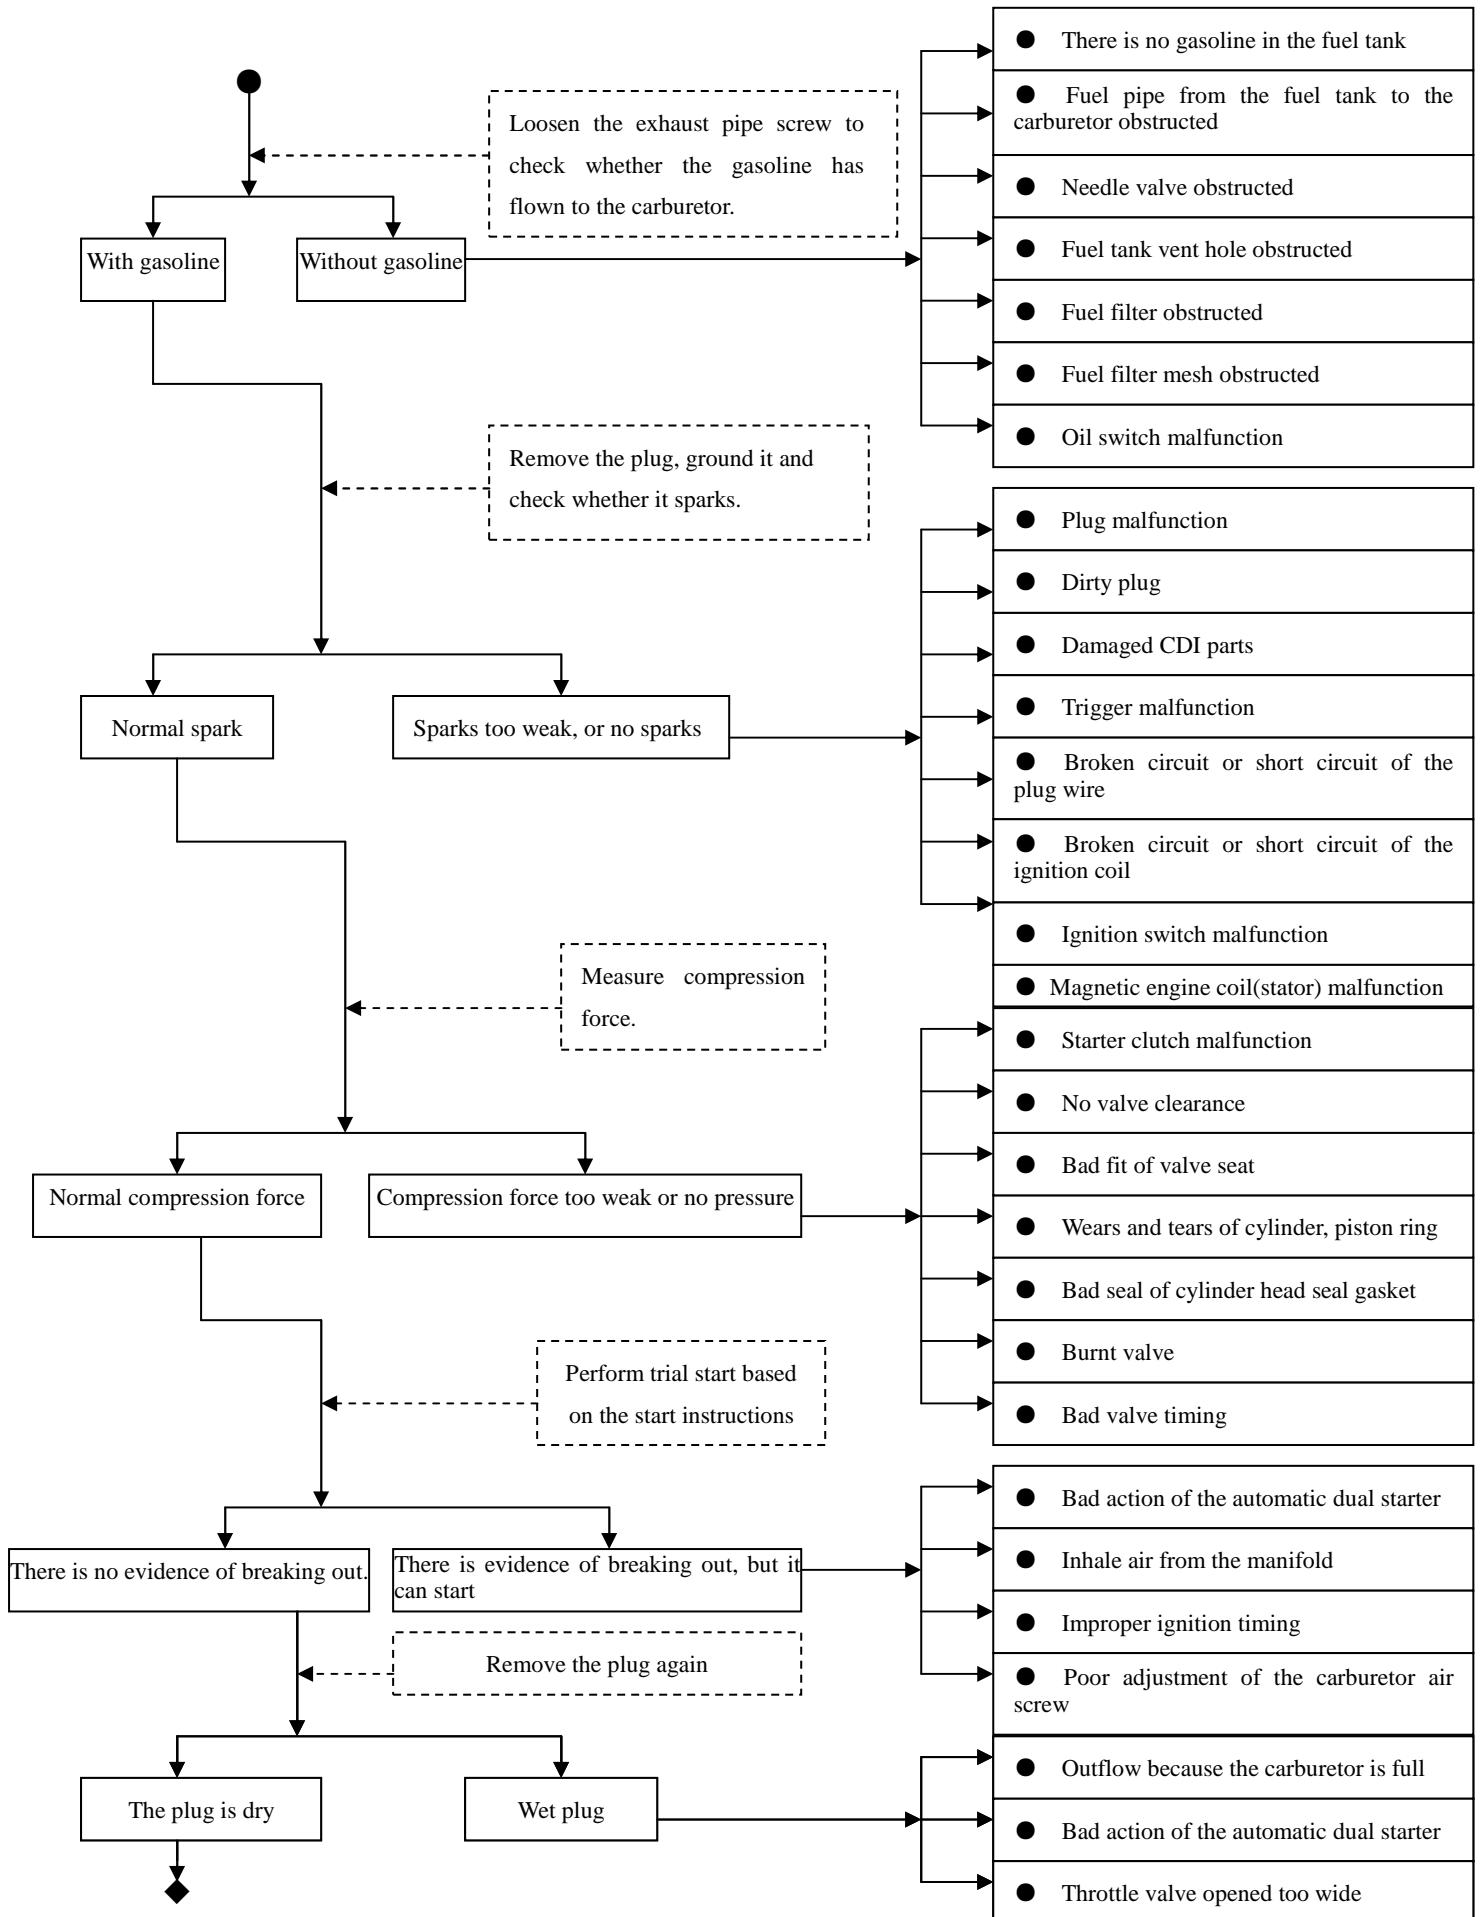 ● There is no gasoline in the fuel tank
● Fuel pipe from the fuel tank to the
carburetor obstructed
Loosen the exhaust pipe screw to
check whether the gasoline has
flown to the carburetor.
● Needle valve obstructed
With gasoline
Without gasoline
● Fuel tank vent hole obstructed
● Fuel filter obstructed
● Fuel filter mesh obstructed
● Oil switch malfunction
Remove the plug, ground it and
check whether it sparks.
● Plug malfunction
● Dirty plug
● Damaged CDI parts
● Trigger malfunction
Normal spark
Sparks too weak, or no sparks
● Broken circuit or short circuit of the
plug wire
● Broken circuit or short circuit of the
ignition coil
● Ignition switch malfunction
● Magnetic engine coil(stator) malfunction
Measure compression
force.
● Starter clutch malfunction
● No valve clearance
● Bad fit of valve seat
Normal compression force
Compression force too weak or no pressure
● Wears and tears of cylinder, piston ring
● Bad seal of cylinder head seal gasket
● Burnt valve
● Bad valve timing
Perform trial start based
on the start instructions
● Bad action of the automatic dual starter
● Inhale air from the manifold
There is no evidence of breaking out.
There is evidence of breaking out, but it
can start
● Improper ignition timing
● Poor adjustment of the carburetor air
screw
Remove the plug again
● Outflow because the carburetor is full
The plug is dry
Wet plug
● Bad action of the automatic dual starter
● Throttle valve opened too wide